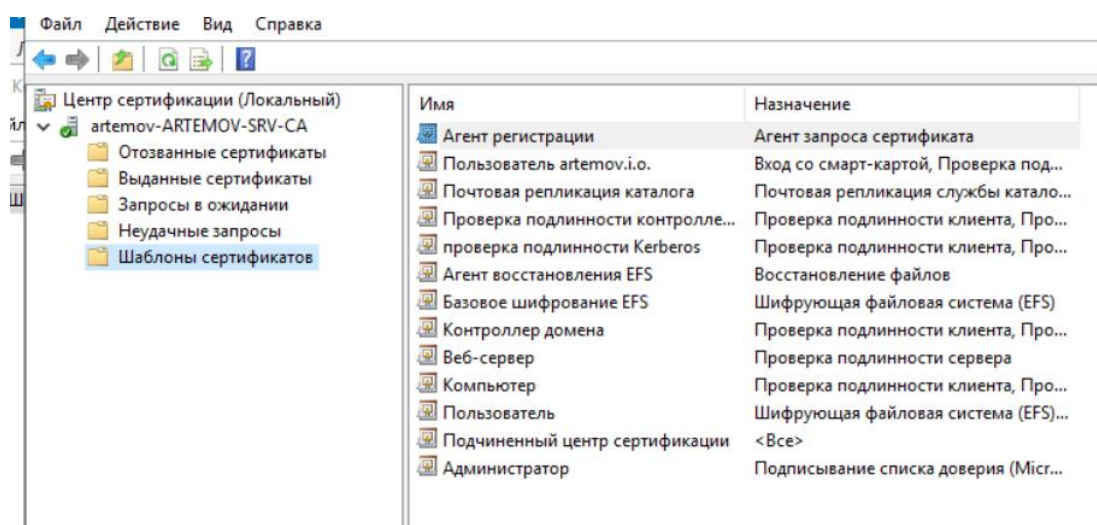 Файл Действие Вид Справка
Центр сертификации (Локальный)
artemov-ARTEMOV-SRV-CA
Отозванные сертификаты
Выданные сертификаты
Запросы в ожидании
Неудачные запросы
Шаблоны сертификатов
Имя Назначение
Агент регистрации Агент запроса сертификата
Пользователь artemov.i.o. Вход со смарт-картой, Проверка под...
Почтовая репликация каталога Почтовая репликация службы катало...
Проверка подлинности контролле... Проверка подлинности клиента, Про...
проверка подлинности Kerberos Проверка подлинности клиента, Про...
Агент восстановления EFS Восстановление файлов
Базовое шифрование EFS Шифрующая файловая система (EFS)
Контроллер домена Проверка подлинности клиента, Про...
Веб-сервер Проверка подлинности сервера
Компьютер Проверка подлинности клиента, Про...
Пользователь Шифрующая файловая система (EFS)...
Подчиненный центр сертификации <Все>
Администратор Подписывание списка доверия (Micr...